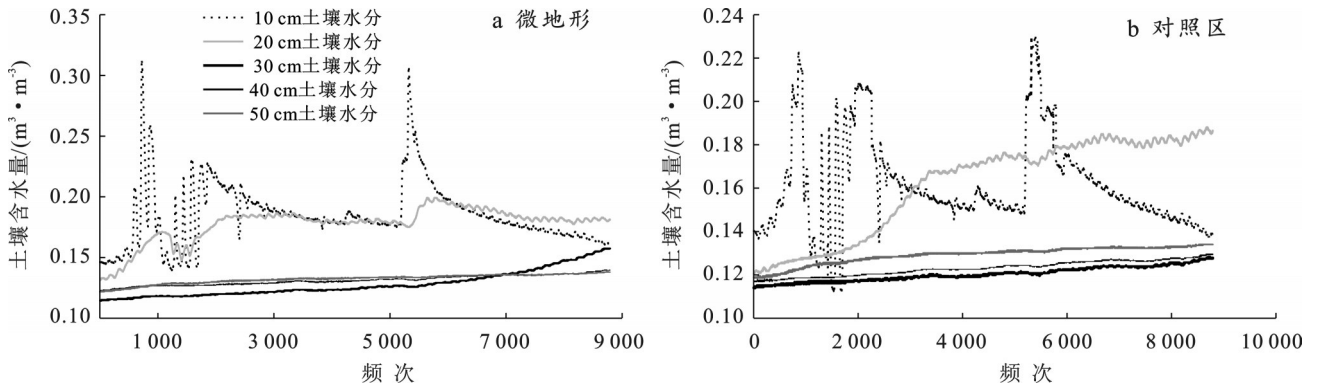 a 微地形
10 cm土壤水分
20 cm土壤水分
30 cm土壤水分
40 cm土壤水分
50 cm土壤水分
土壤含水量/(m³·m⁻³)
0.35
0.30
0.25
0.20
0.15
0.10
1 000 3 000 5 000 7 000 9 000
频 次
b 对照区
土壤含水量/(m³·m⁻³)
0.24
0.22
0.20
0.18
0.16
0.14
0.12
0.10
0 2 000 4 000 6 000 8 000 10 000
频 次